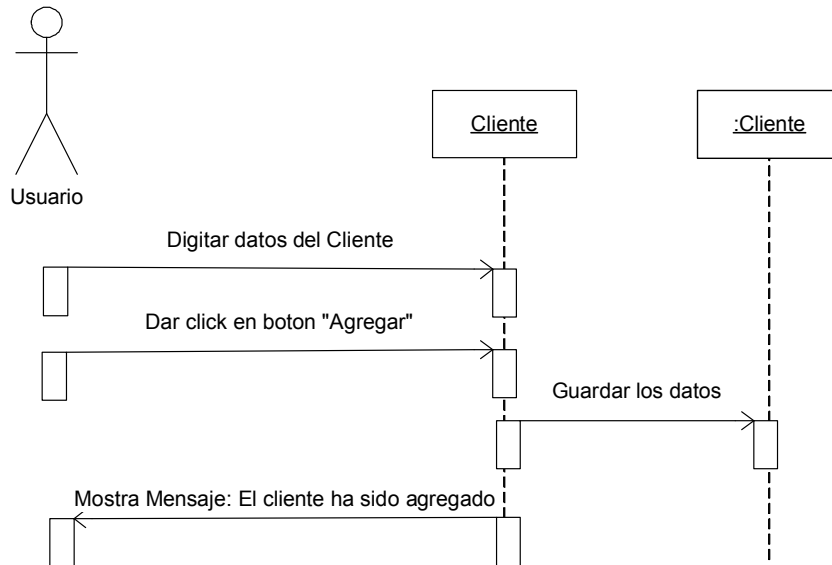 Cliente
:Cliente
Usuario
Digitar datos del Cliente
Dar click en boton "Agregar"
Guardar los datos
Mostra Mensaje: El cliente ha sido agregado